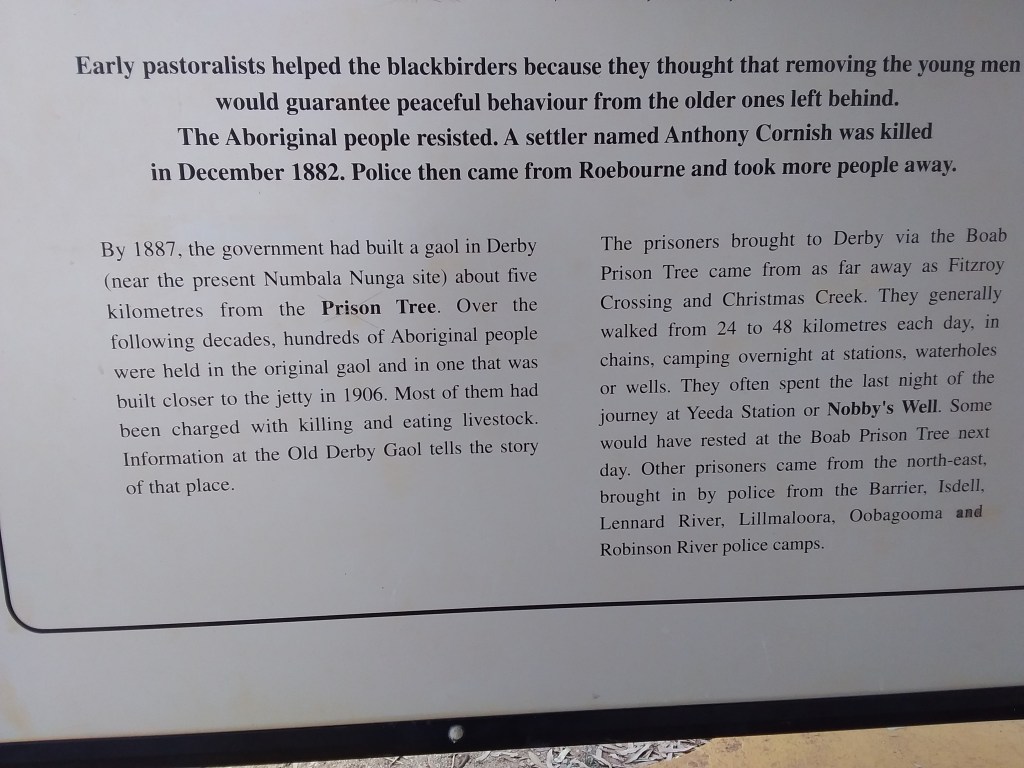 Early pastoralists helped the blackbirders because they thought that removing the young men
would guarantee peaceful behaviour from the older ones left behind.
The Aboriginal people resisted. A settler named Anthony Cornish was killed
in December 1882. Police then came from Roebourne and took more people away.
By 1887, the government had built a gaol in Derby
(near the present Numbala Nunga site) about five
kilometres from the Prison Tree. Over the
following decades, hundreds of Aboriginal people
were held in the original gaol and in one that was
built closer to the jetty in 1906. Most of them had
been charged with killing and eating livestock.
Information at the Old Derby Gaol tells the story
of that place.
The prisoners brought to Derby via the Boab
Prison Tree came from as far away as Fitzroy
Crossing and Christmas Creek. They generally
walked from 24 to 48 kilometres each day, in
chains, camping overnight at stations, waterholes
or wells. They often spent the last night of the
journey at Yeeda Station or Nobby's Well. Some
would have rested at the Boab Prison Tree next
day. Other prisoners came from the north-east,
brought in by police from the Barrier, Isdell,
Lennard River, Lillmaloora, Oobagooma and
Robinson River police camps.